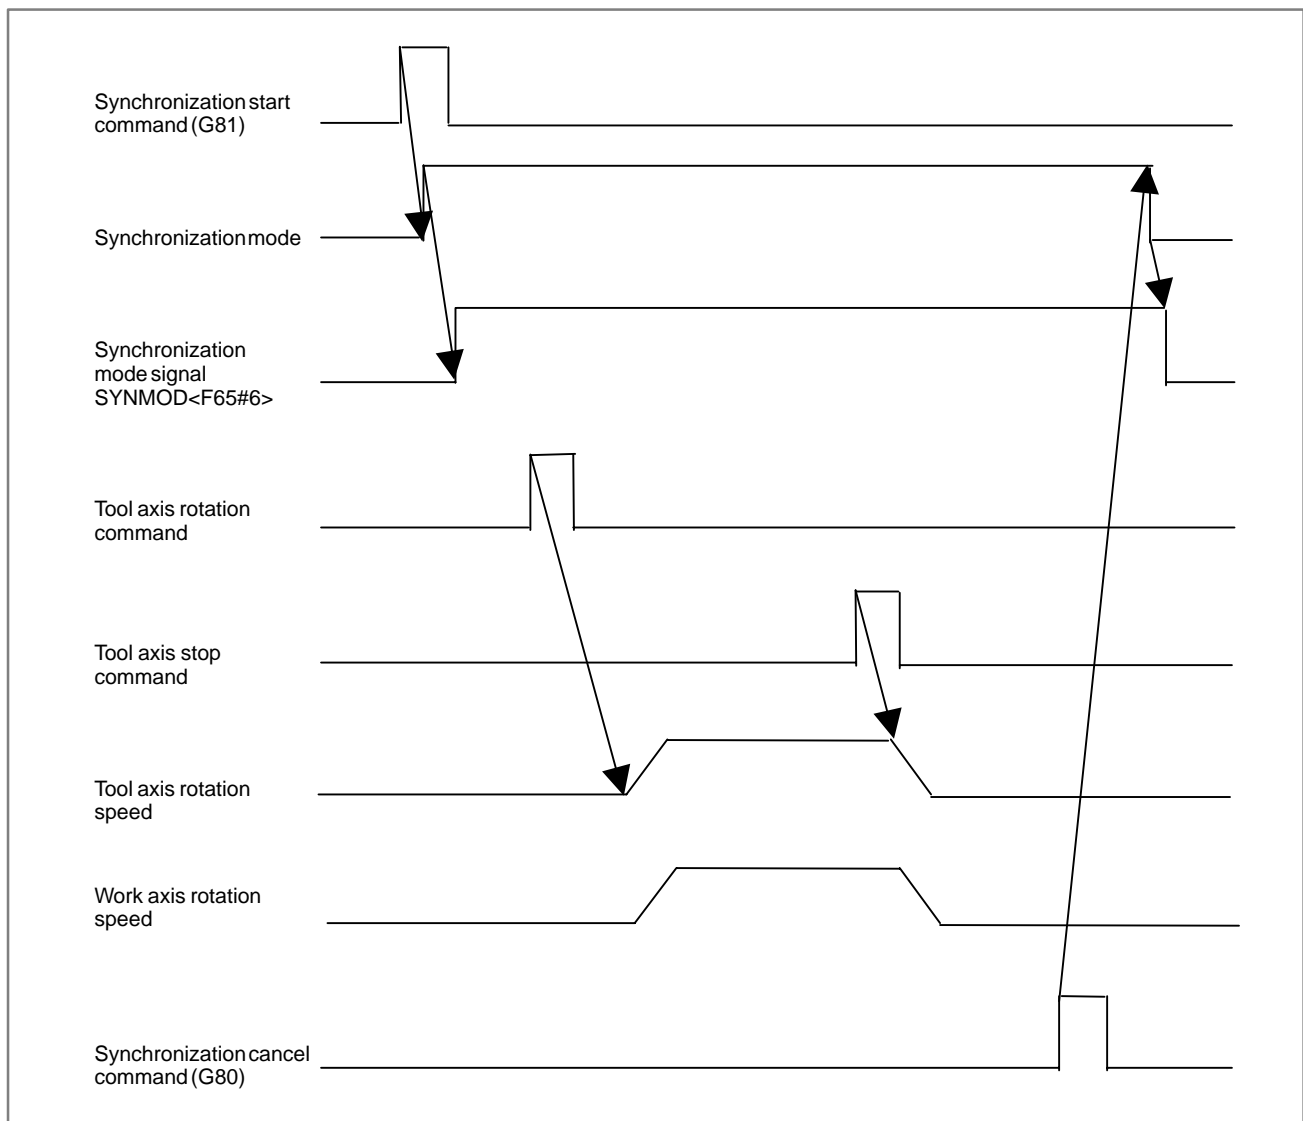 Synchronization start
command (G81)
Synchronization mode
Synchronization
mode signal
SYNMOD<F65#6>
Tool axis rotation
command
Tool axis stop
command
Tool axis rotation
speed
Work axis rotation
speed
Synchronization cancel
command (G80)